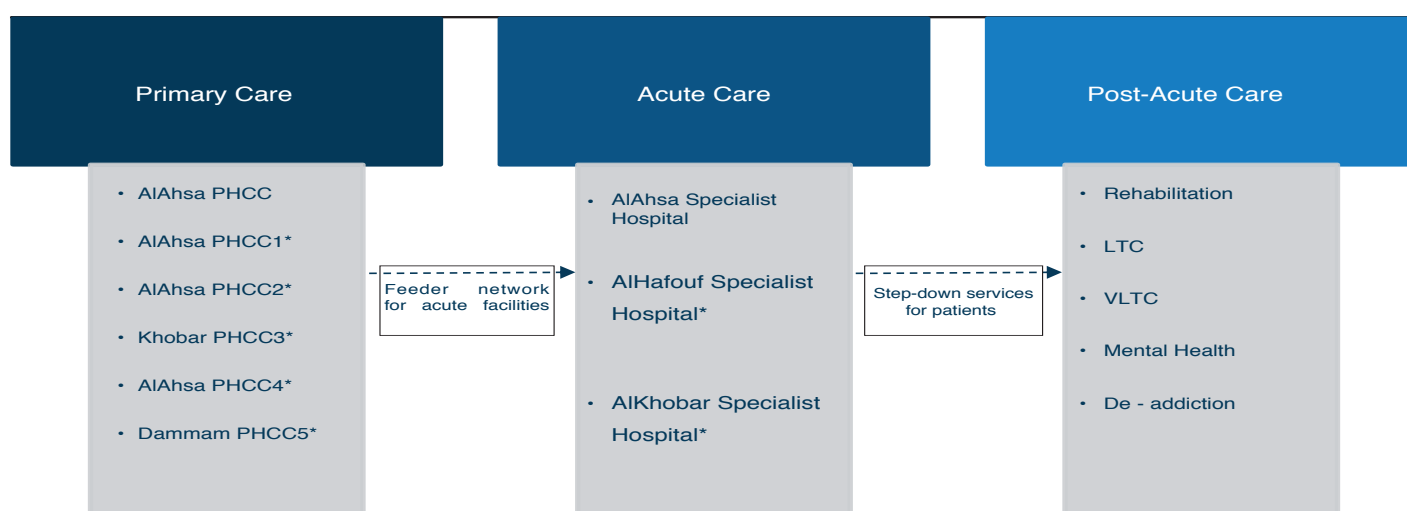 Primary Care
Acute Care
Post-Acute Care
• AlAhsa PHCC
• AlAhsa PHCC1*
• AlAhsa PHCC2*
• Khobar PHCC3*
• AlAhsa PHCC4*
• Dammam PHCC5*
Feeder network
for acute facilities
• AlAhsa Specialist
Hospital
• AlHafouf Specialist
Hospital*
• AlKhobar Specialist
Hospital*
Step-down services
for patients
• Rehabilitation
• LTC
• VLTC
• Mental Health
• De - addiction